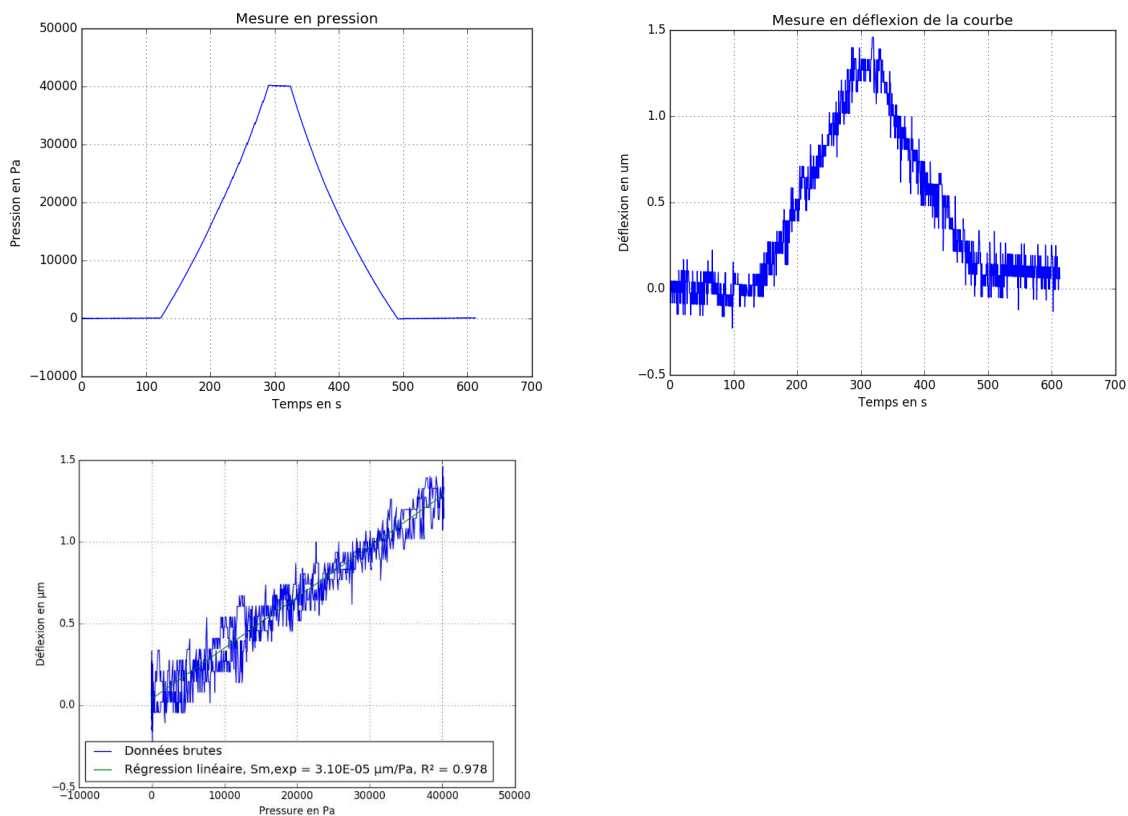 Mesure en pression
50000
40000
30000
20000
10000
0
−10000
Pression en Pa
0 100 200 300 400 500 600 700
Temps en s
Mesure en déflexion de la courbe
1.5
1.0
0.5
0.0
−0.5
Déflexion en um
0 100 200 300 400 500 600 700
Temps en s
1.5
1.0
0.5
0.0
−0.5
Déflexion en μm
Données brutes
Régression linéaire, Sm,exp = 3.10E-05 μm/Pa, R² = 0.978
−10000 0 10000 20000 30000 40000 50000
Pressure en Pa